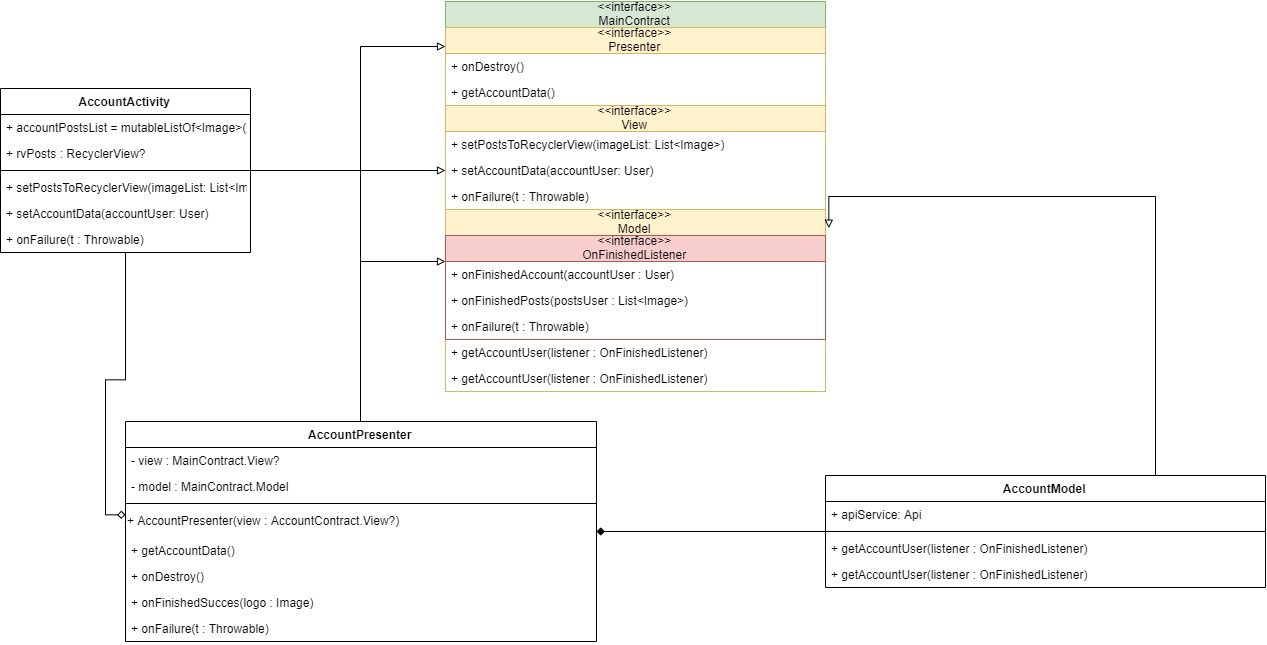 <<interface>>
MainContract
<<interface>>
Presenter
+ onDestroy()
+ getAccountData()
<<interface>>
View
+ setPostsToRecyclerView(imageList: List<Image>)
+ setAccountData(accountUser: User)
+ onFailure(t : Throwable)
<<interface>>
Model
<<interface>>
OnFinishedListener
+ onFinishedAccount(accountUser : User)
+ onFinishedPosts(postsUser : List<Image>)
+ onFailure(t : Throwable)
+ getAccountUser(listener : OnFinishedListener)
+ getAccountUser(listener : OnFinishedListener)
AccountActivity
+ accountPostsList = mutableListOf<Image>(
+ rvPosts : RecyclerView?
+ setPostsToRecyclerView(imageList: List<Im
+ setAccountData(accountUser: User)
+ onFailure(t : Throwable)
AccountPresenter
- view : MainContract.View?
- model : MainContract.Model
+ AccountPresenter(view : AccountContract.View?)
+ getAccountData()
+ onDestroy()
+ onFinishedSucces(logo : Image)
+ onFailure(t : Throwable)
AccountModel
+ apiService: Api
+ getAccountUser(listener : OnFinishedListener)
+ getAccountUser(listener : OnFinishedListener)